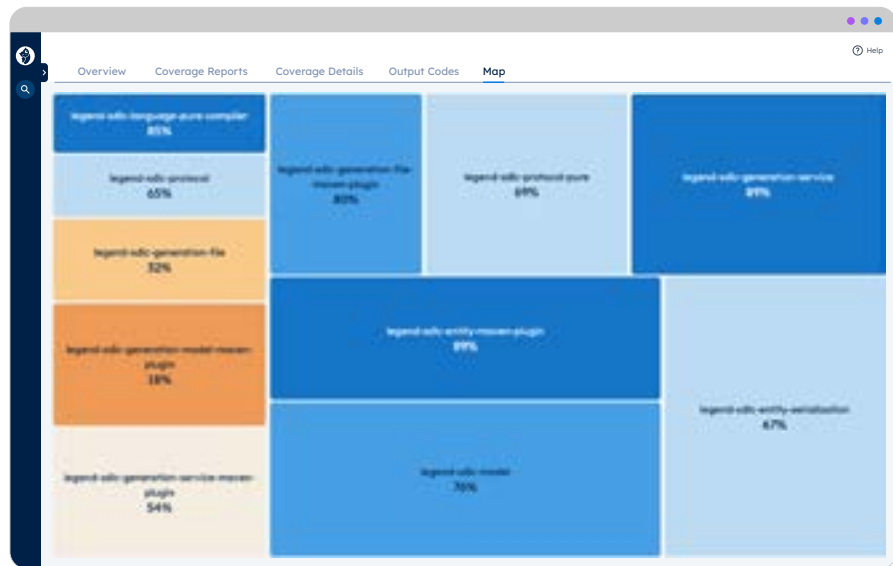 Help
Overview Coverage Reports Coverage Details Output Codes Map
legend-sdlc-language-pure-compiler
85%
legend-sdlc-protocol
65%
legend-sdlc-generation-file
32%
legend-sdlc-generation-model-maven-
plugin
18%
legend-sdlc-generation-service-maven-
plugin
54%
legend-sdlc-generation-file-
maven-plugin
80%
legend-sdlc-protocol-pure
69%
legend-sdlc-generation-service
89%
legend-sdlc-entity-maven-plugin
89%
legend-sdlc-model
76%
legend-sdlc-entity-serialization
67%